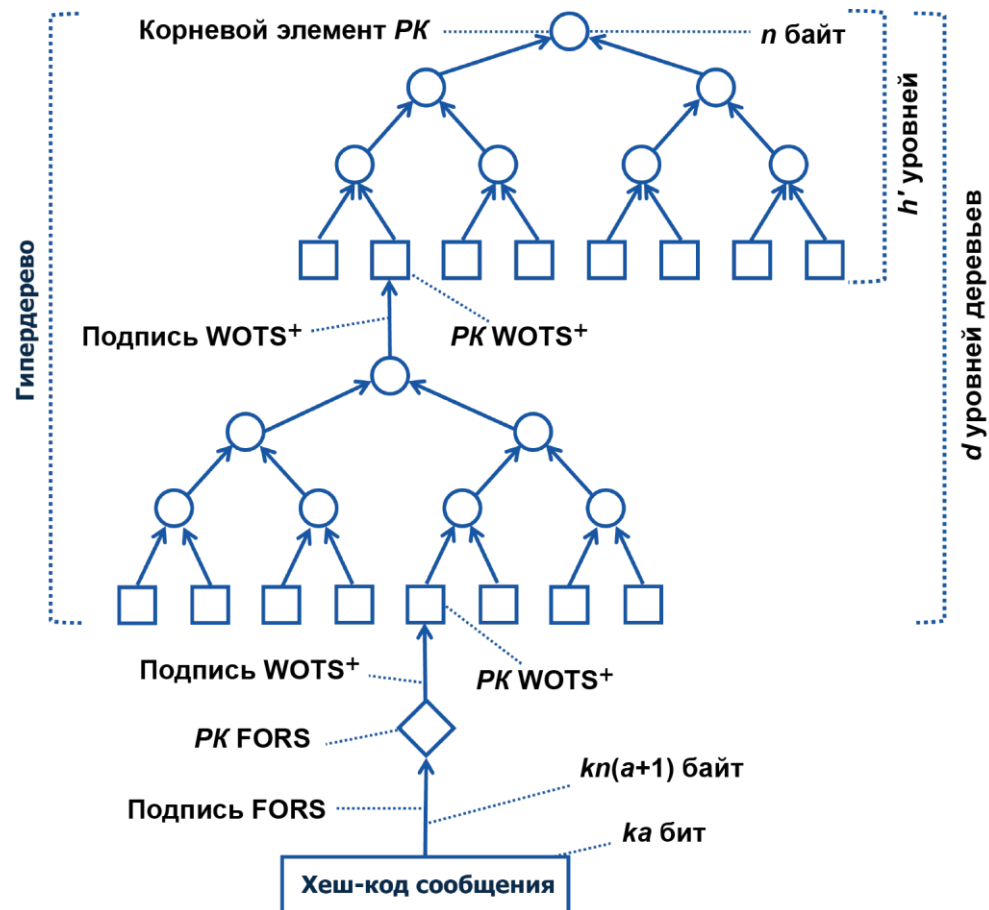 Корневой элемент PK
n байт
h' уровней
d уровней деревьев
Гипердерево
Подпись WOTS⁺
PK WOTS⁺
Подпись WOTS⁺
PK WOTS⁺
PK FORS
kn(a+1) байт
Подпись FORS
ka бит
Хеш-код сообщения